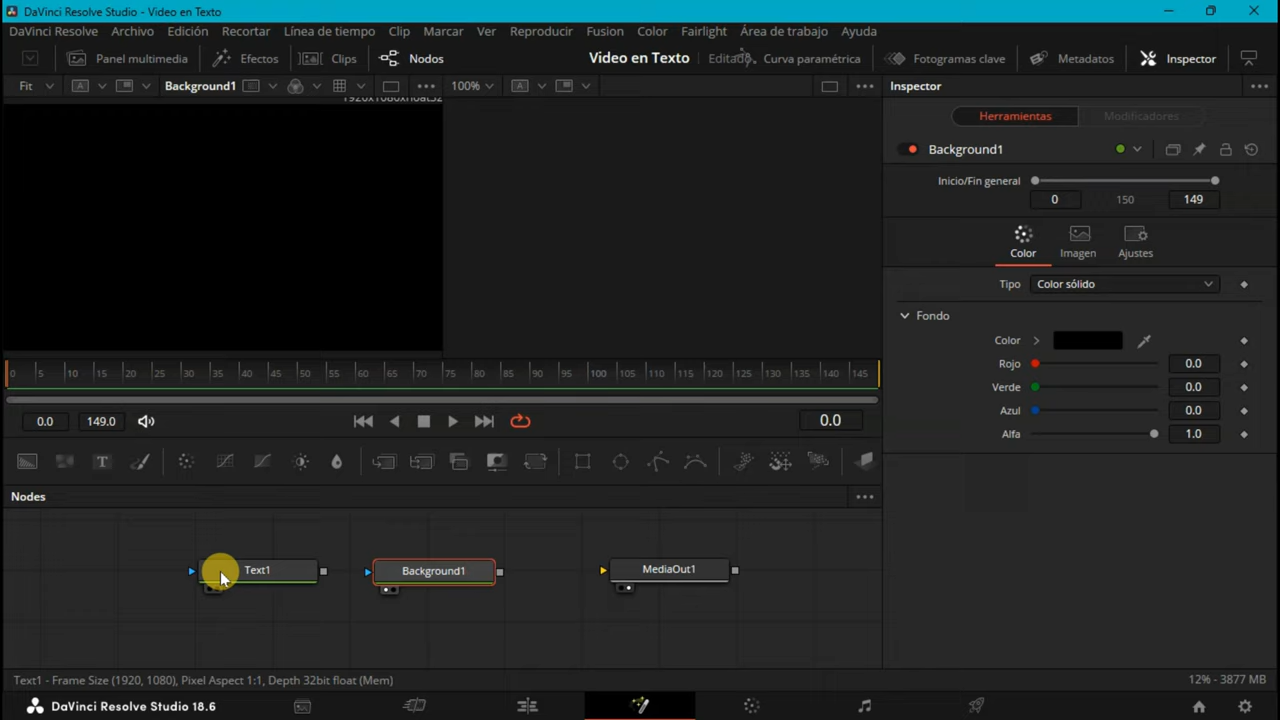 DaVinci Resolve Studio - Video en Texto
DaVinci Resolve Archivo Edición Recortar Línea de tiempo Clip Marcar Ver Reproducir Fusion Color Fairlight Área de trabajo Ayuda
Panel multimedia Efectos Clips Nodos Video en Texto Editado Curva paramétrica Fotogramas clave Metadatos Inspector
Fit Background1 100% Inspector
1920x1080xfloat32
Herramientas Modificadores
Background1
Inicio/Fin general
0 150 149
Color Imagen Ajustes
Tipo Color sólido
Fondo
Color
Rojo 0.0
Verde 0.0
Azul 0.0
Alfa 1.0
0 5 10 15 20 25 30 35 40 45 50 55 60 65 70 75 80 85 90 95 100 105 110 115 120 125 130 135 140 145
0.0 149.0 0.0
Nodes
Text1 Background1 MediaOut1
Text1 - Frame Size (1920, 1080), Pixel Aspect 1:1, Depth 32bit float (Mem) 12% - 3877 MB
DaVinci Resolve Studio 18.6